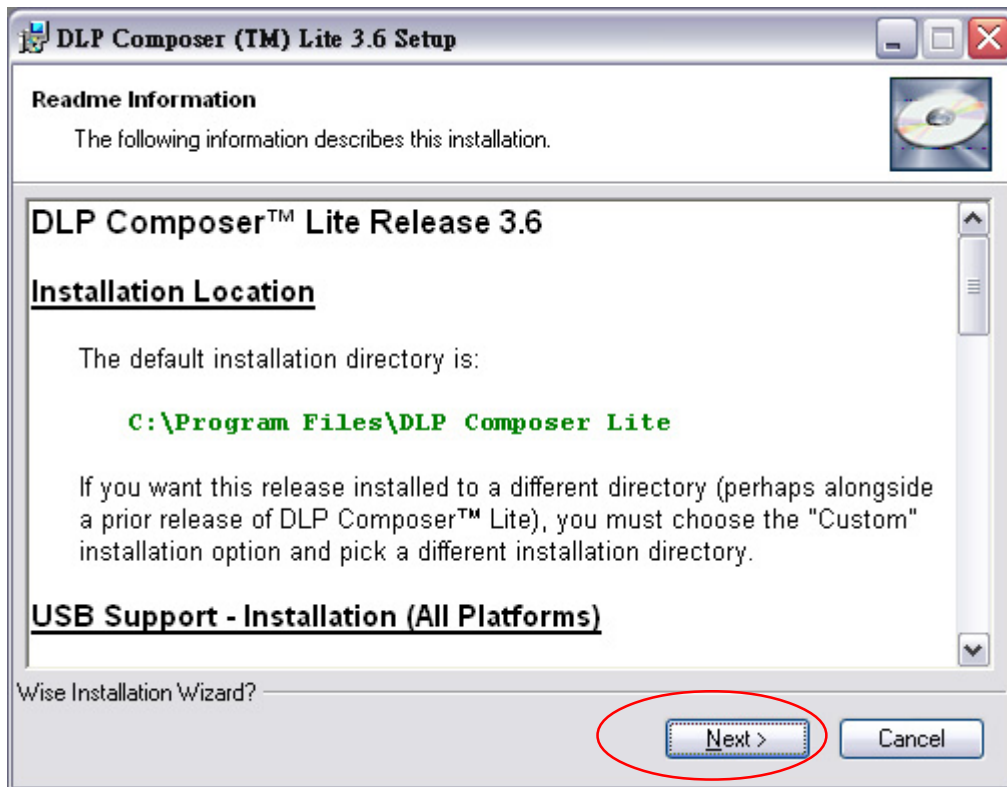 DLP Composer (TM) Lite 3.6 Setup
Readme Information
The following information describes this installation.
DLP Composer™ Lite Release 3.6
Installation Location
The default installation directory is:
C:\Program Files\DLP Composer Lite
If you want this release installed to a different directory (perhaps alongside
a prior release of DLP Composer™ Lite), you must choose the "Custom"
installation option and pick a different installation directory.
USB Support - Installation (All Platforms)
Wise Installation Wizard?
Next > Cancel